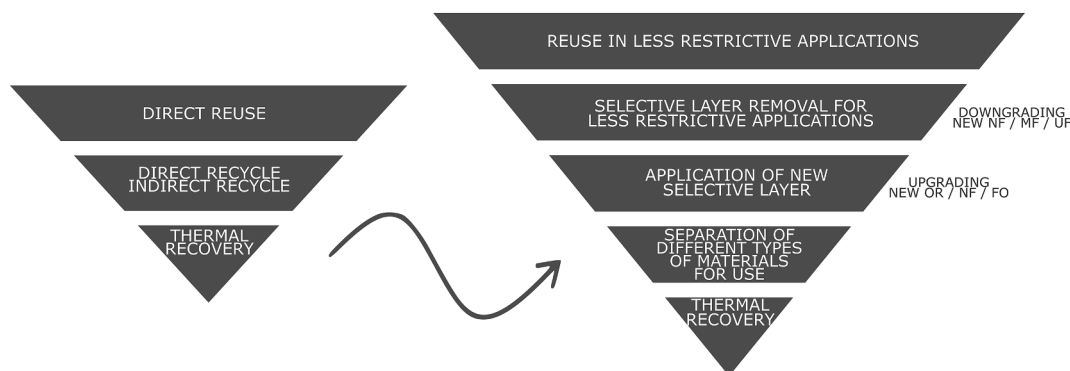 DIRECT REUSE
DIRECT RECYCLE
INDIRECT RECYCLE
THERMAL
RECOVERY
REUSE IN LESS RESTRICTIVE APPLICATIONS
SELECTIVE LAYER REMOVAL FOR
LESS RESTRICTIVE APPLICATIONS
DOWNGRADING
NEW NF / MF / UF
APPLICATION OF NEW
SELECTIVE LAYER
UPGRADING
NEW OR / NF / FO
SEPARATION OF
DIFFERENT TYPES
OF MATERIALS
FOR USE
THERMAL
RECOVERY